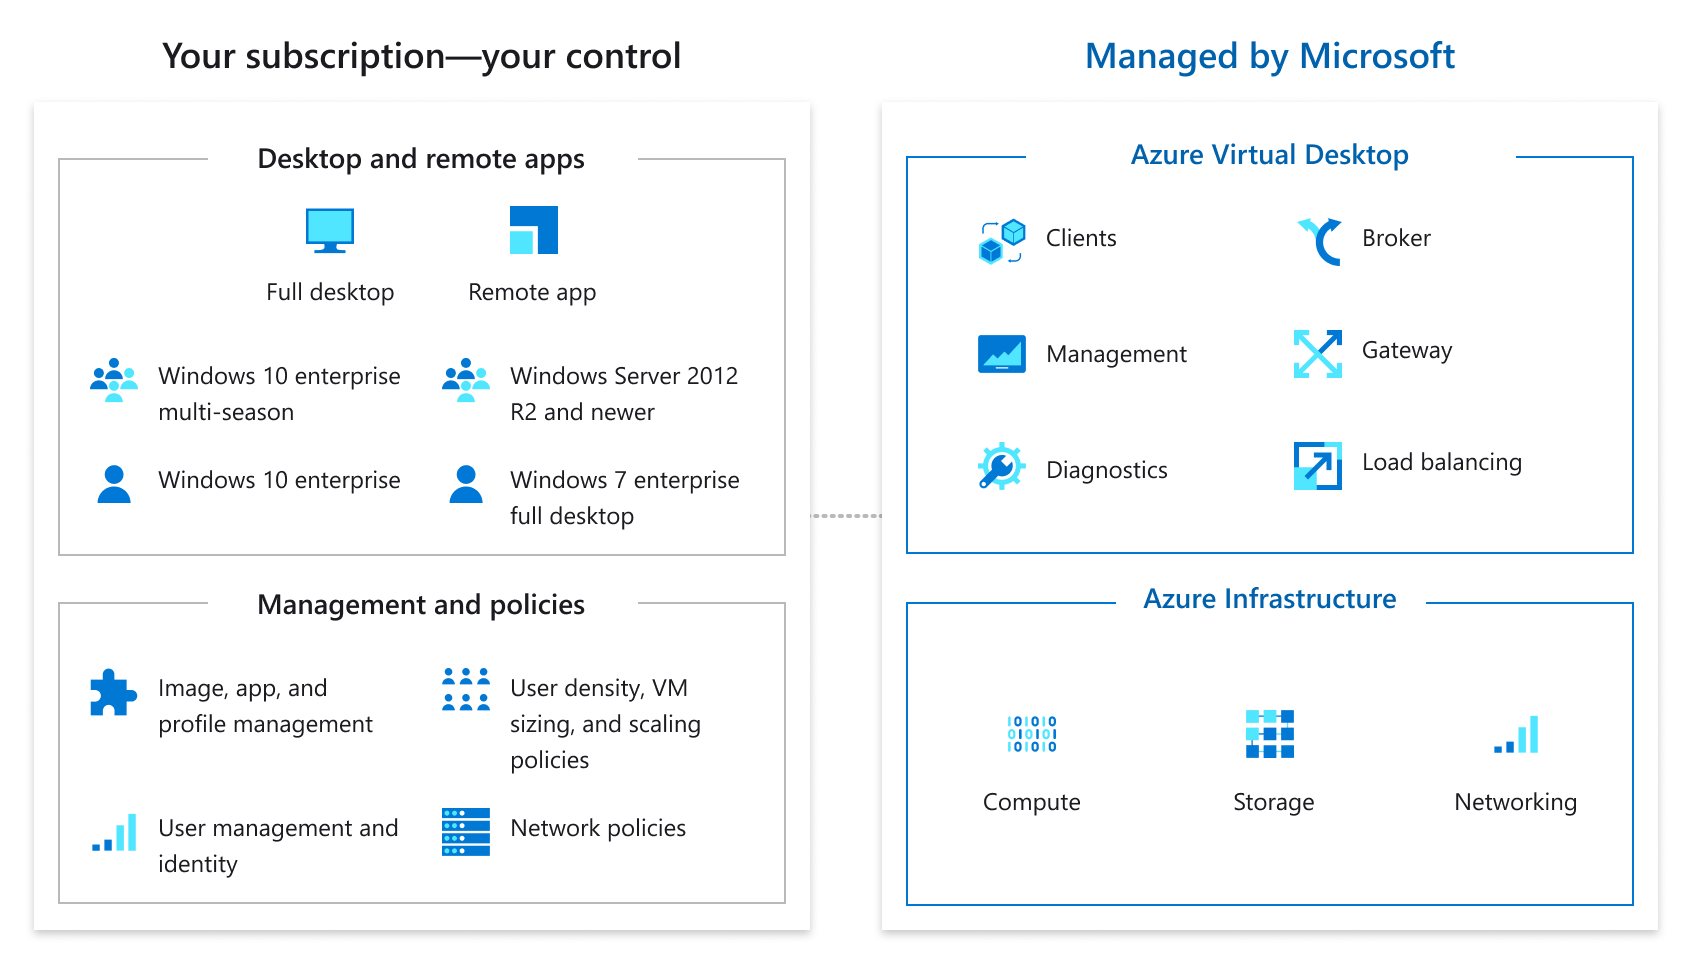 Your subscription—your control
Desktop and remote apps
Full desktop
Remote app
Windows 10 enterprise
multi-season
Windows Server 2012
R2 and newer
Windows 10 enterprise
Windows 7 enterprise
full desktop
Management and policies
Image, app, and
profile management
User density, VM
sizing, and scaling
policies
User management and
identity
Network policies
Managed by Microsoft
Azure Virtual Desktop
Clients
Broker
Management
Gateway
Diagnostics
Load balancing
Azure Infrastructure
Compute
Storage
Networking